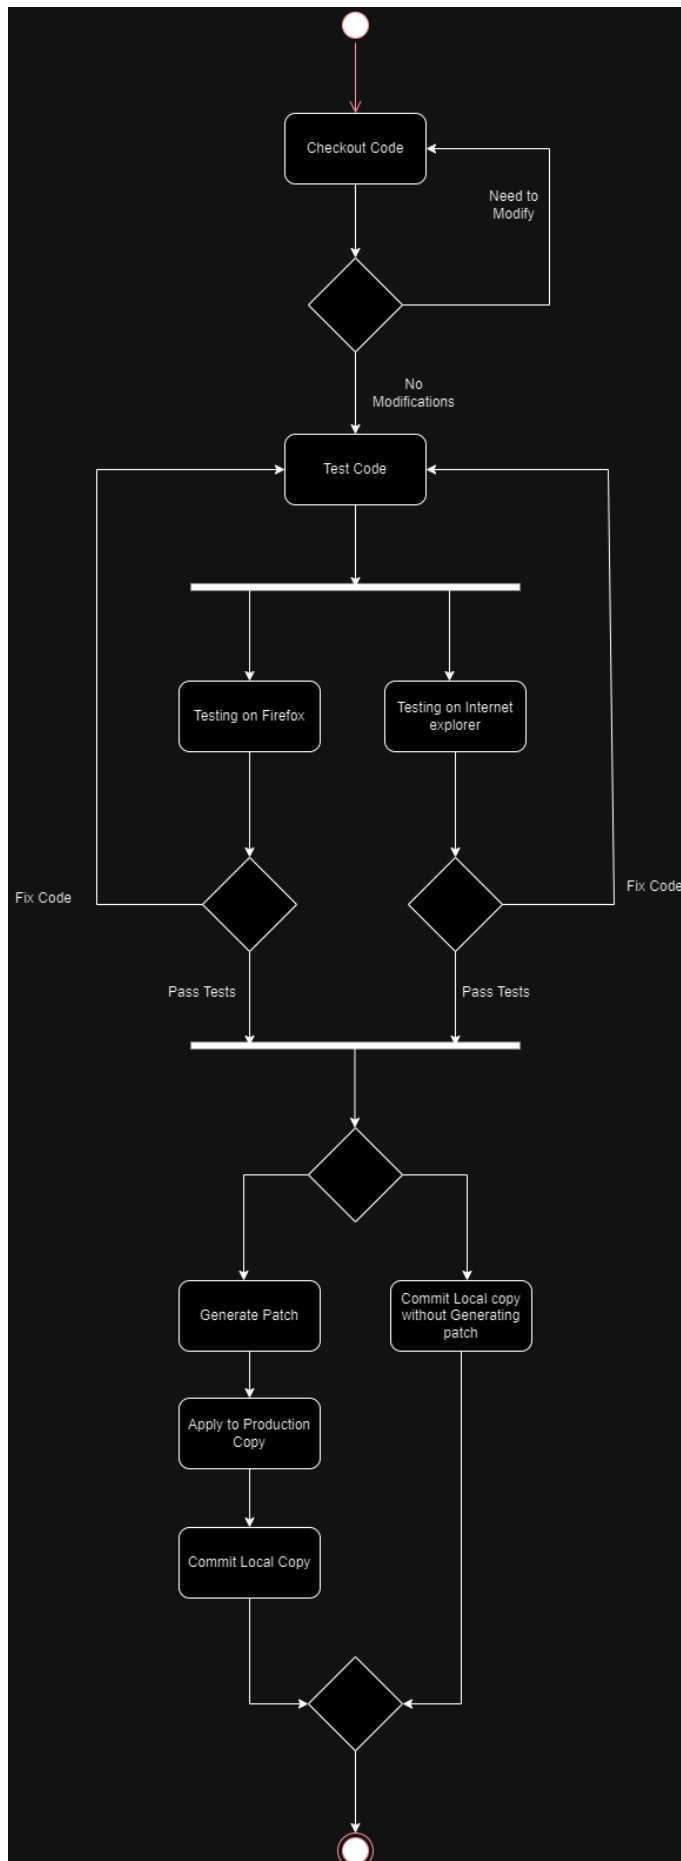 Checkout Code
Need to
Modify
No
Modifications
Test Code
Testing on Firefox
Testing on Internet
explorer
Fix Code
Fix Code
Pass Tests
Pass Tests
Generate Patch
Commit Local copy
without Generating
patch
Apply to Production
Copy
Commit Local Copy